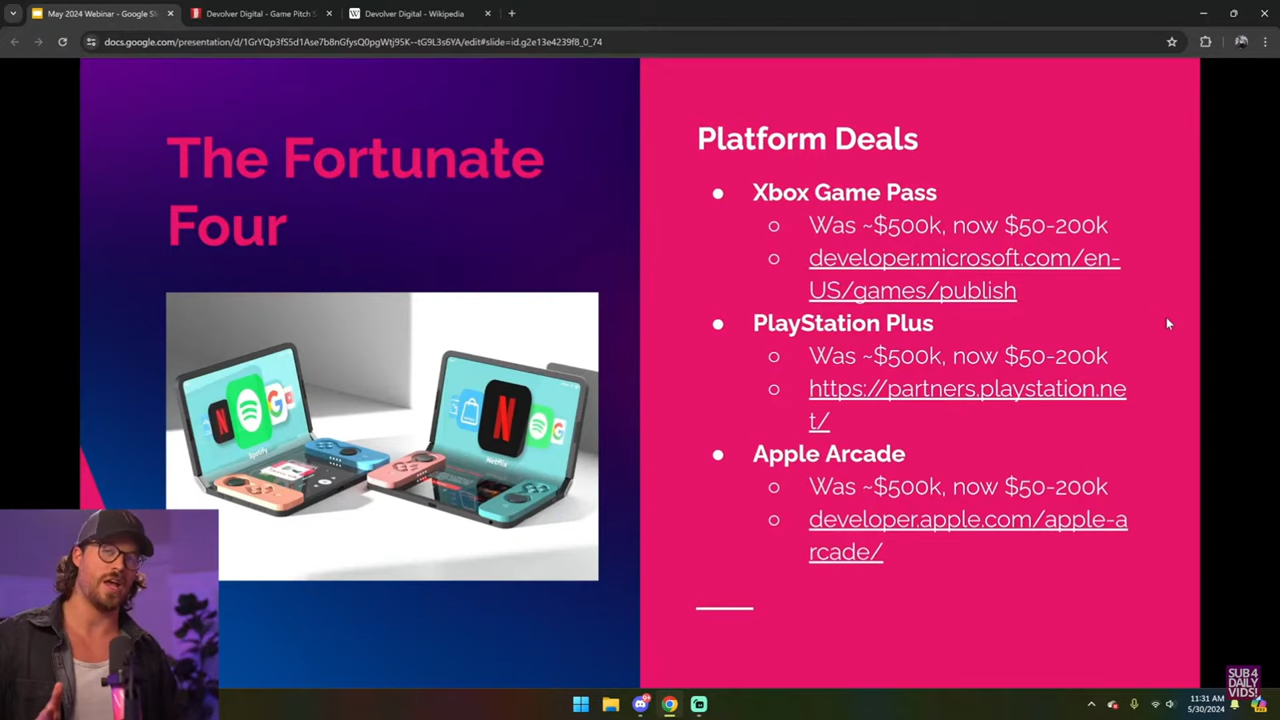 May 2024 Webinar - Google Sl
Devolver Digital - Game Pitch S
Devolver Digital - Wikipedia
docs.google.com/presentation/d/1GrYQp3fS5d1Ase7b8nGfysQ0pgWtj95K--tG9L3s6YA/edit#slide=id.g2e13e4239f8_0_74
The Fortunate
Four
Spotify
Netflix
N
Platform Deals
Xbox Game Pass
Was ~$500k, now $50-200k
developer.microsoft.com/en-
US/games/publish
PlayStation Plus
Was ~$500k, now $50-200k
https://partners.playstation.ne
t/
Apple Arcade
Was ~$500k, now $50-200k
developer.apple.com/apple-a
rcade/
SUB 4
DAILY
VIDS!
11:31 AM
5/30/2024